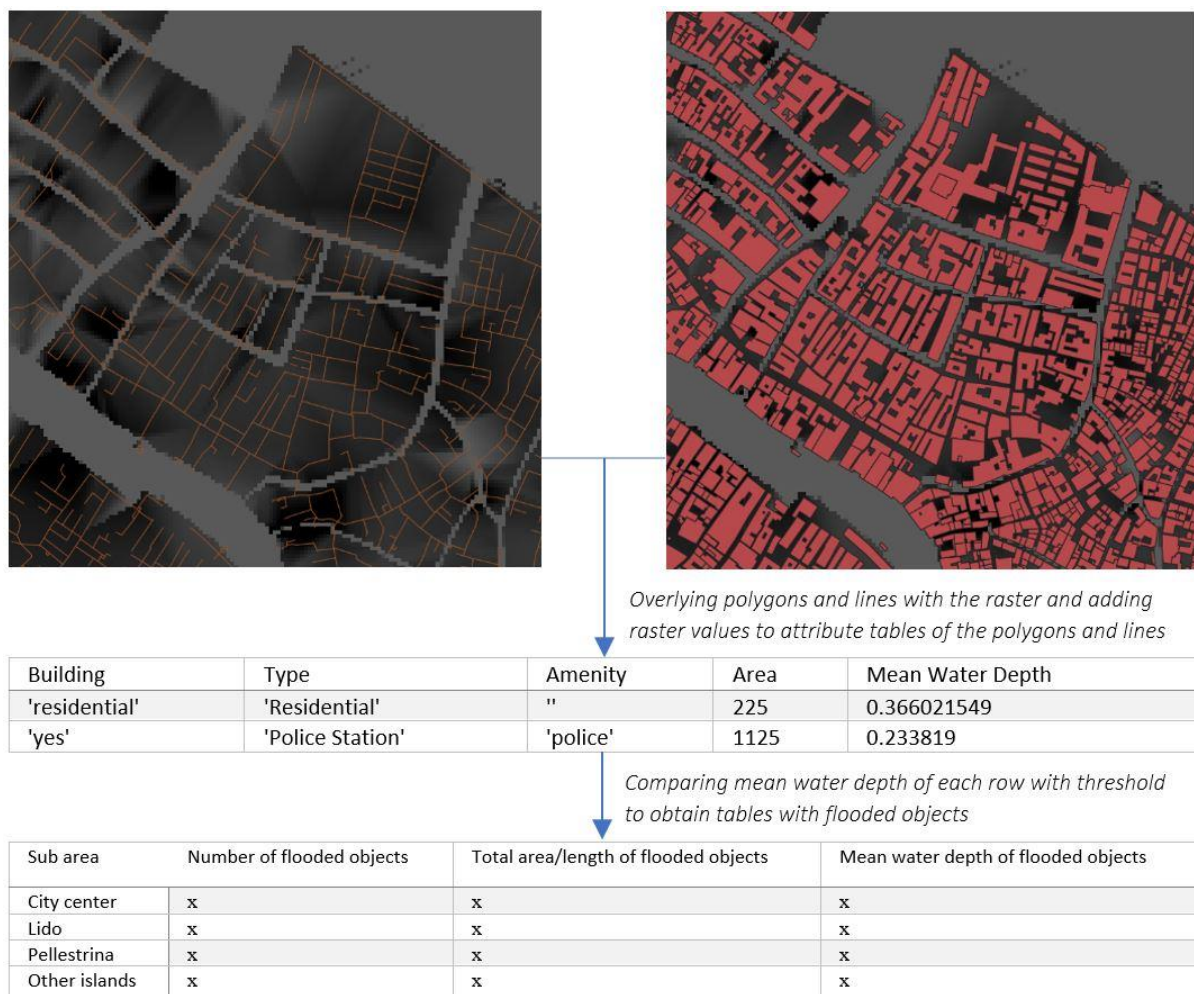 Overlying polygons and lines with the raster and adding
raster values to attribute tables of the polygons and lines
Building Type Amenity Area Mean Water Depth
'residential' 'Residential' '' 225 0.366021549
'yes' 'Police Station' 'police' 1125 0.233819
Comparing mean water depth of each row with threshold
to obtain tables with flooded objects
Sub area Number of flooded objects Total area/length of flooded objects Mean water depth of flooded objects
City center x x x
Lido x x x
Pellestrina x x x
Other islands x x x